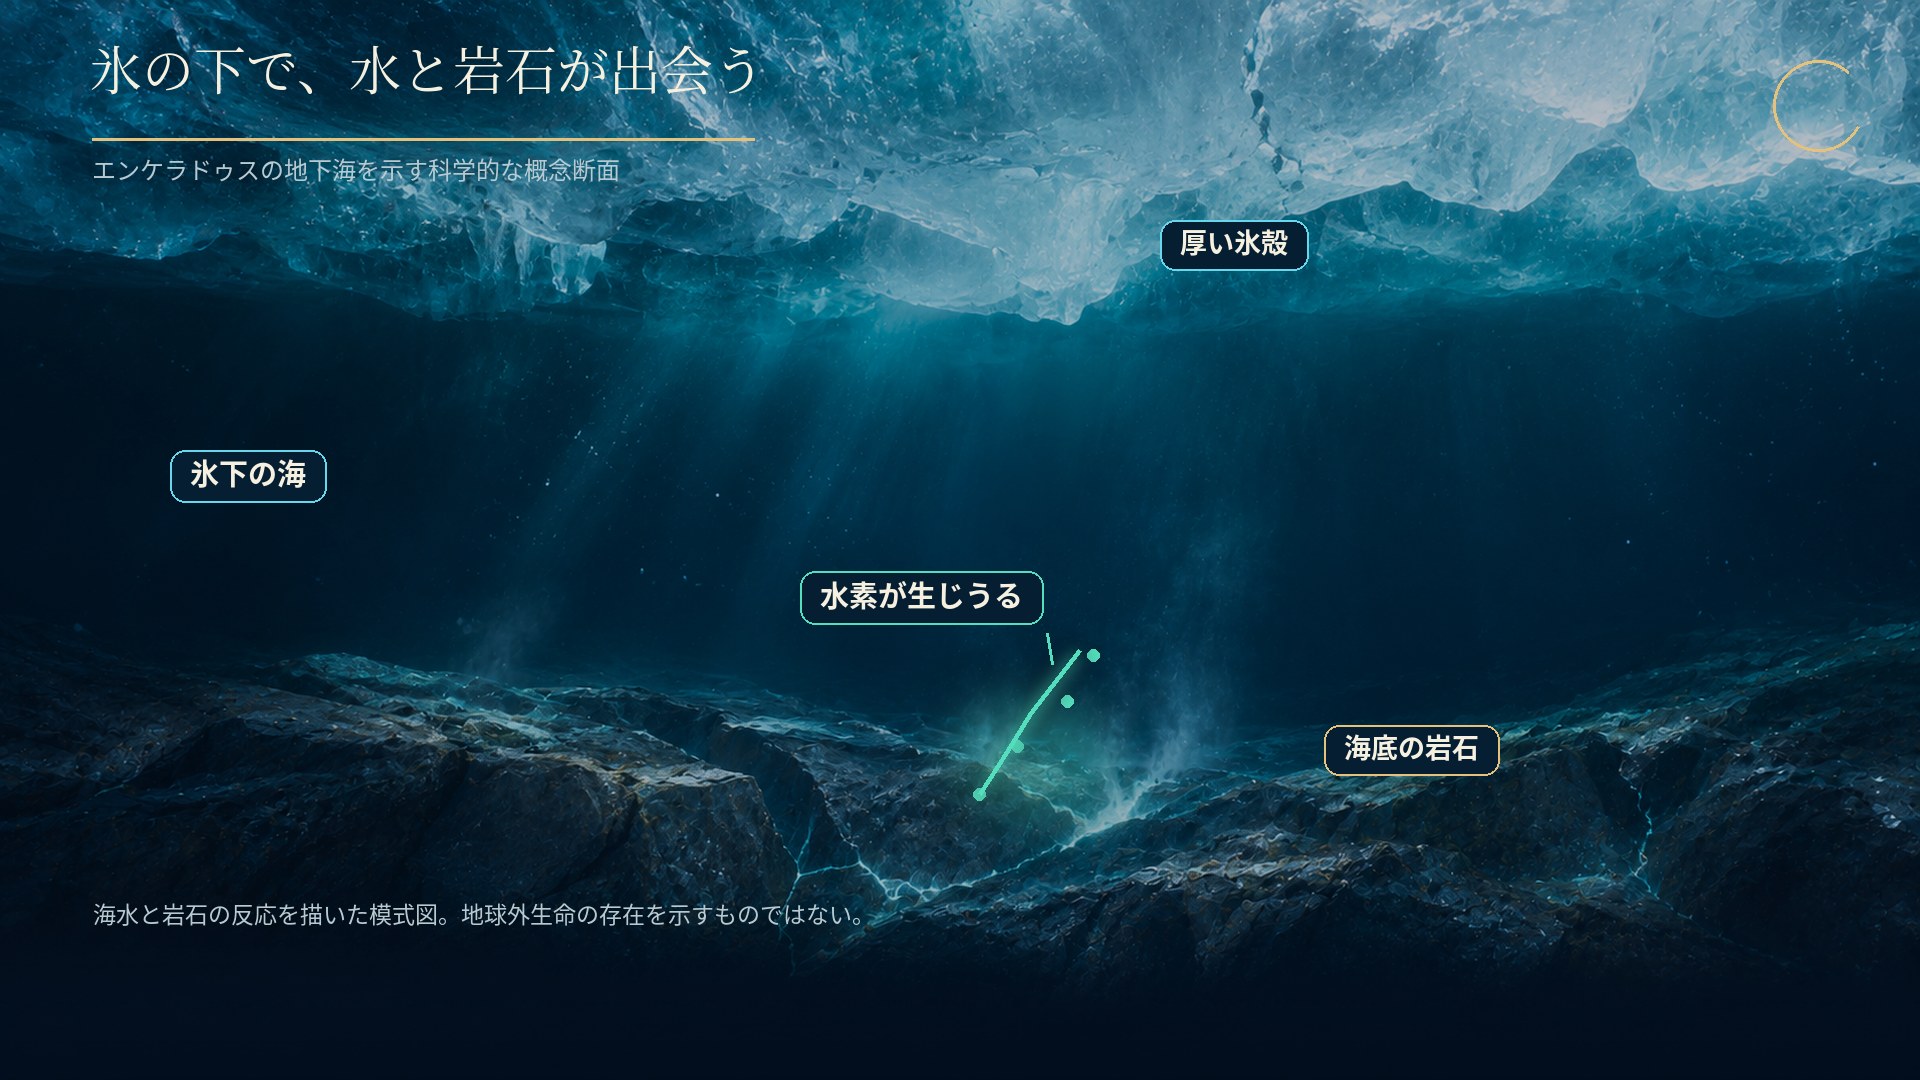 氷の下で、水と岩石が出会う
エンケラドゥスの地下海を示す科学的な概念断面
厚い氷殻
氷下の海
水素が生じうる
海底の岩石
海水と岩石の反応を描いた模式図。地球外生命の存在を示すものではない。